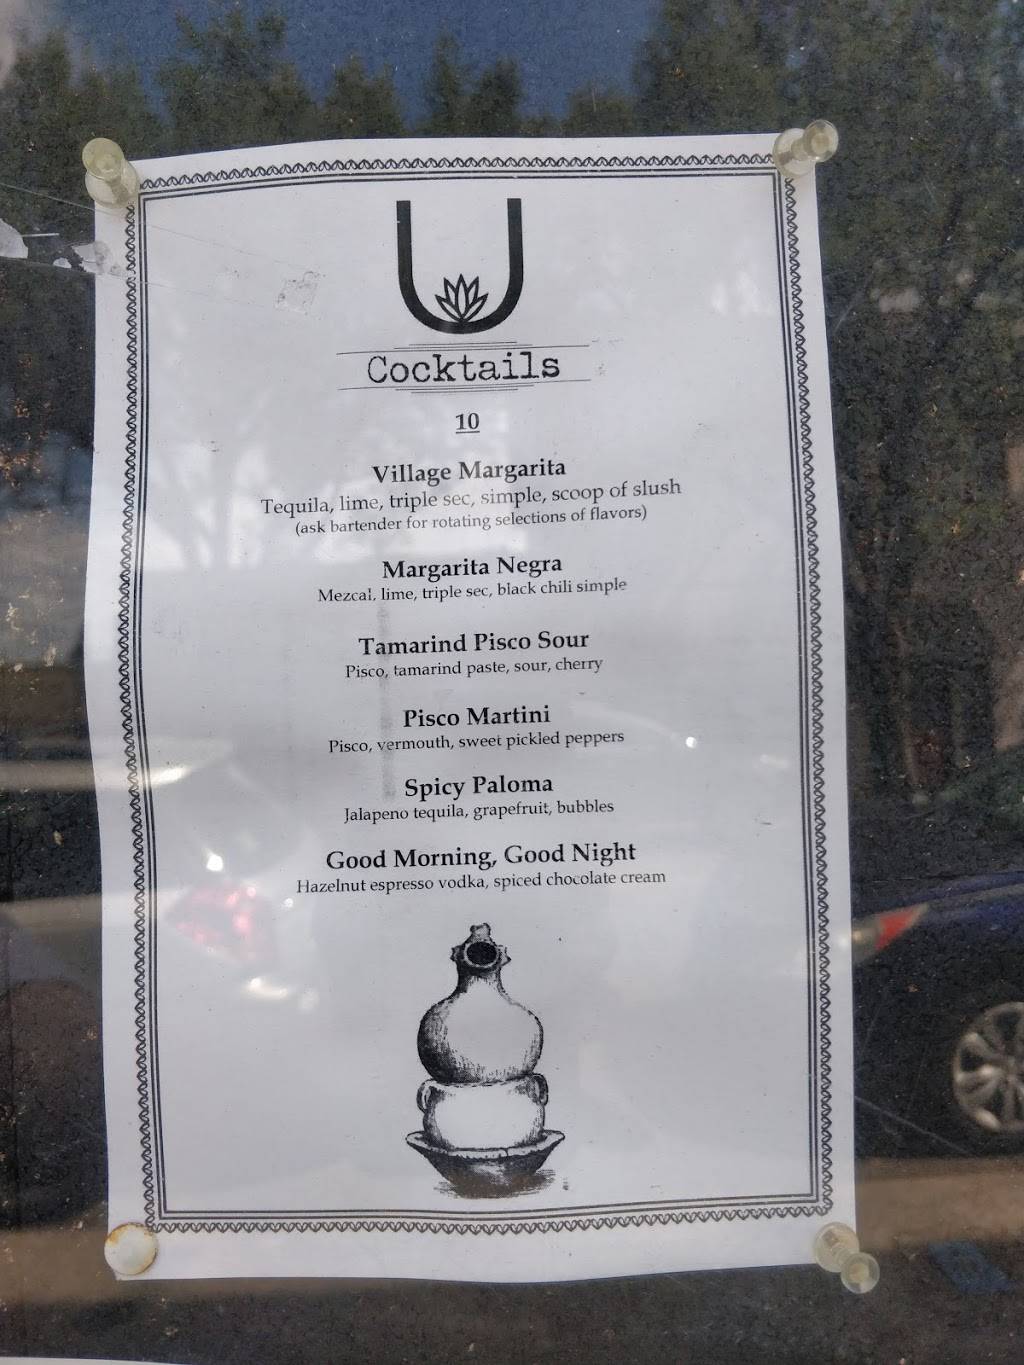 U
Cocktails
10
Village Margarita
Tequila, lime, triple sec, simple, scoop of slush
(ask bartender for rotating selections of flavors)
Margarita Negra
Mezcal, lime, triple sec, black chili simple
Tamarind Pisco Sour
Pisco, tamarind paste, sour, cherry
Pisco Martini
Pisco, vermouth, sweet pickled peppers
Spicy Paloma
Jalapeno tequila, grapefruit, bubbles
Good Morning, Good Night
Hazelnut espresso vodka, spiced chocolate cream